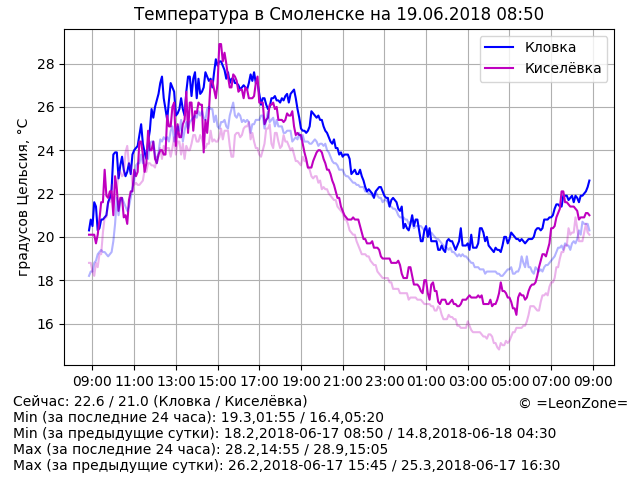 Температура в Смоленске на 19.06.2018 08:50
Кловка
Киселёвка
градусов Цельсия, °C
28
26
24
22
20
18
16
09:00 11:00 13:00 15:00 17:00 19:00 21:00 23:00 01:00 03:00 05:00 07:00 09:00
Сейчас: 22.6 / 21.0 (Кловка / Киселёвка)
© =LeonZone=
Min (за последние 24 часа): 19.3,01:55 / 16.4,05:20
Min (за предыдущие сутки): 18.2,2018-06-17 08:50 / 14.8,2018-06-18 04:30
Max (за последние 24 часа): 28.2,14:55 / 28.9,15:05
Max (за предыдущие сутки): 26.2,2018-06-17 15:45 / 25.3,2018-06-17 16:30